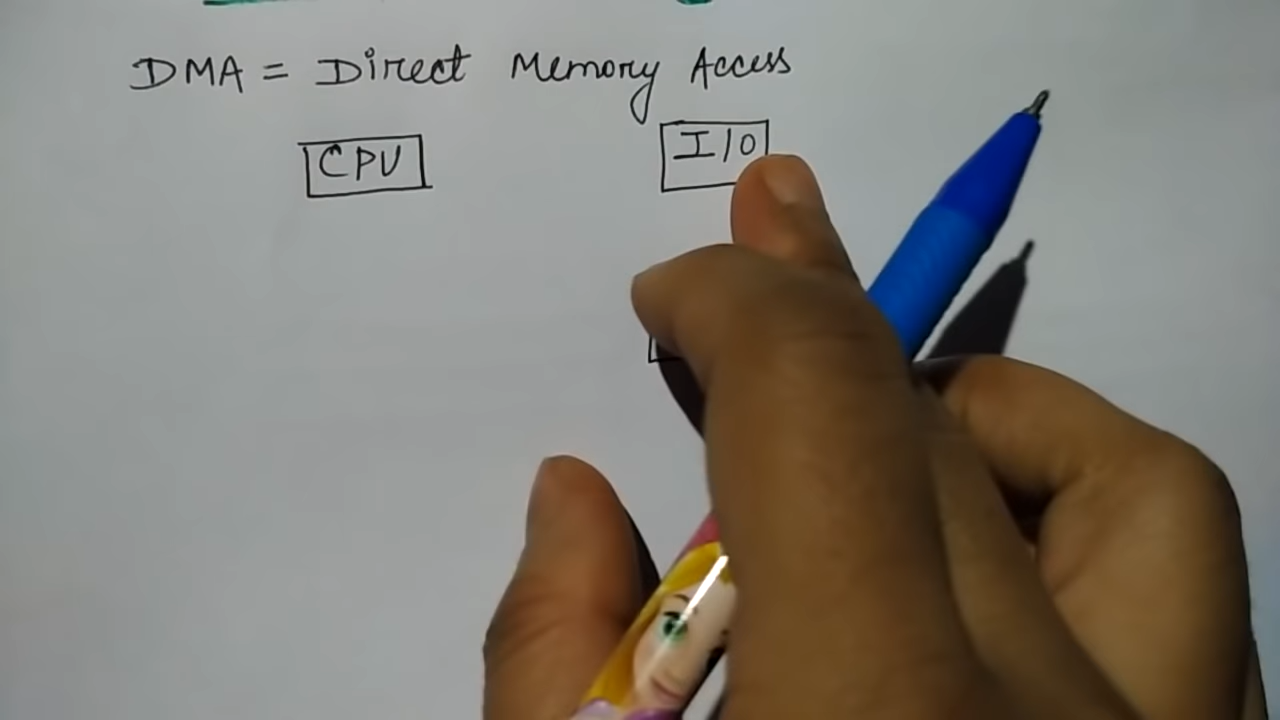 DMA = Direct Memory Access
CPU
I/O